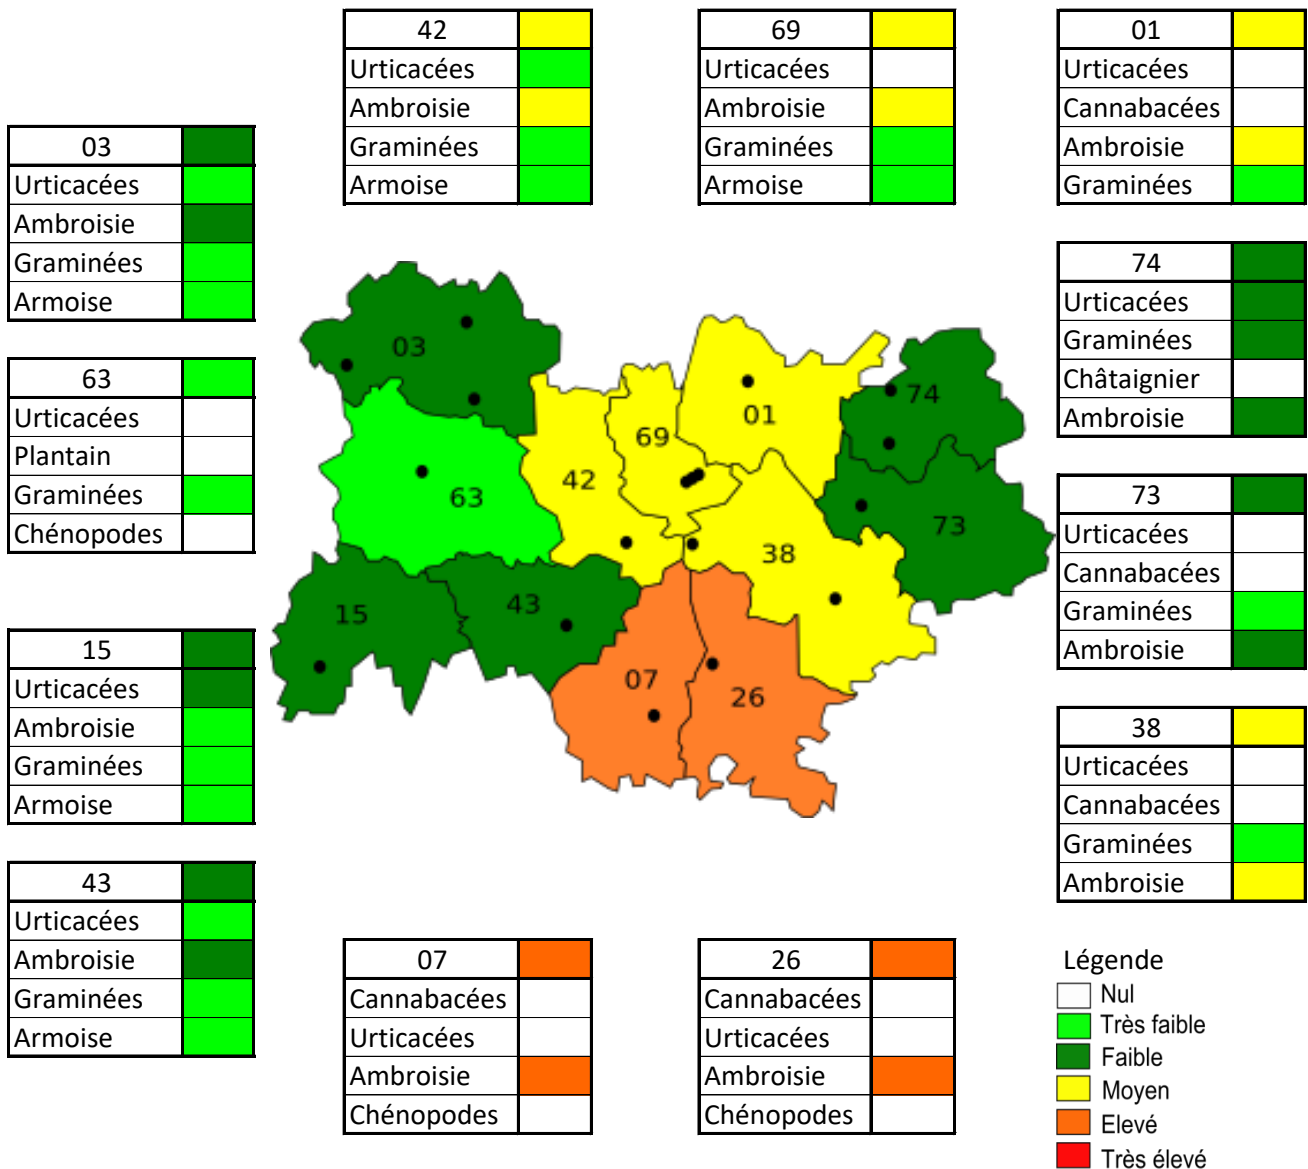 42
Urticacées
Ambroisie
Graminées
Armoise
69
Urticacées
Ambroisie
Graminées
Armoise
01
Urticacées
Cannabacées
Ambroisie
Graminées
03
Urticacées
Ambroisie
Graminées
Armoise
74
Urticacées
Graminées
Châtaignier
Ambroisie
63
Urticacées
Plantain
Graminées
Chénopodes
03
74
01
69
42
63
73
38
43
15
07
26
73
Urticacées
Cannabacées
Graminées
Ambroisie
15
Urticacées
Ambroisie
Graminées
Armoise
38
Urticacées
Cannabacées
Graminées
Ambroisie
43
Urticacées
Ambroisie
Graminées
Armoise
07
Cannabacées
Urticacées
Ambroisie
Chénopodes
26
Cannabacées
Urticacées
Ambroisie
Chénopodes
Légende
Nul
Très faible
Faible
Moyen
Elevé
Très élevé